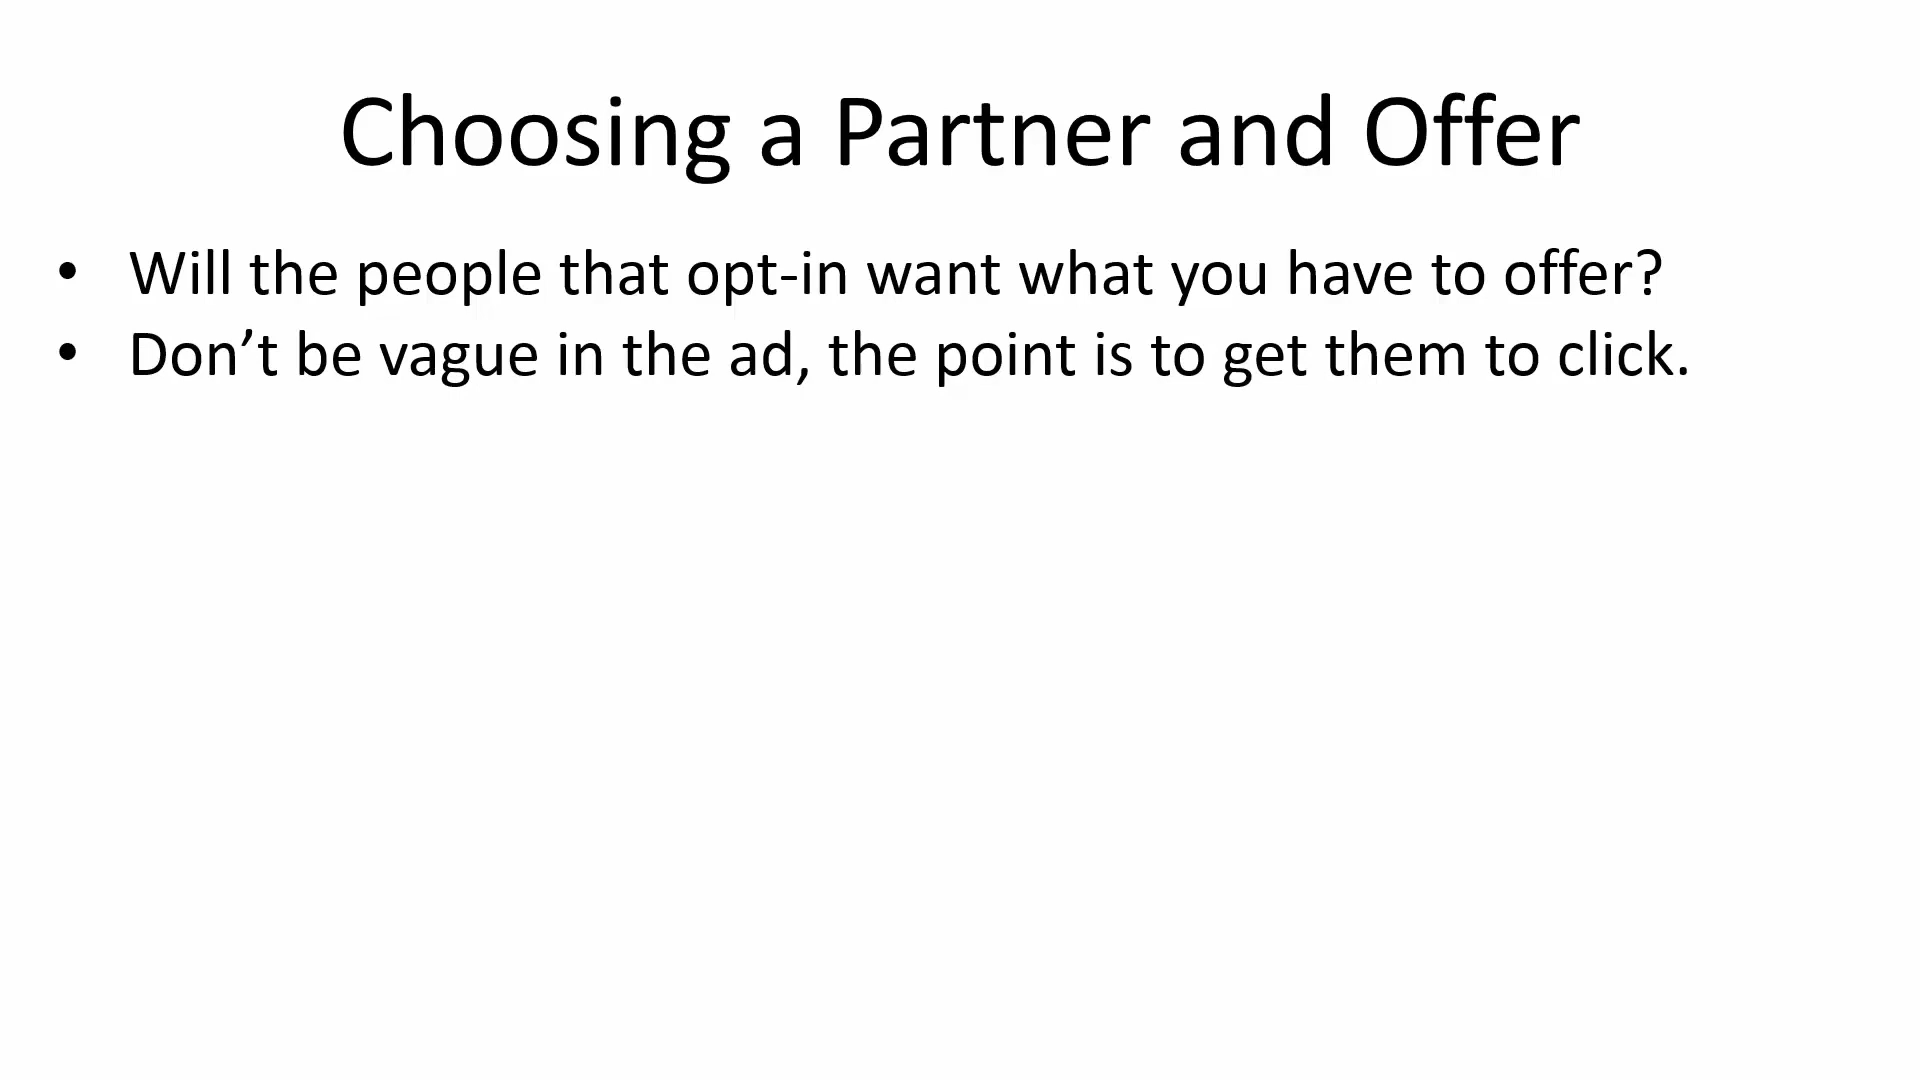 Choosing a Partner and Offer
• Will the people that opt-in want what you have to offer?
• Don’t be vague in the ad, the point is to get them to click.